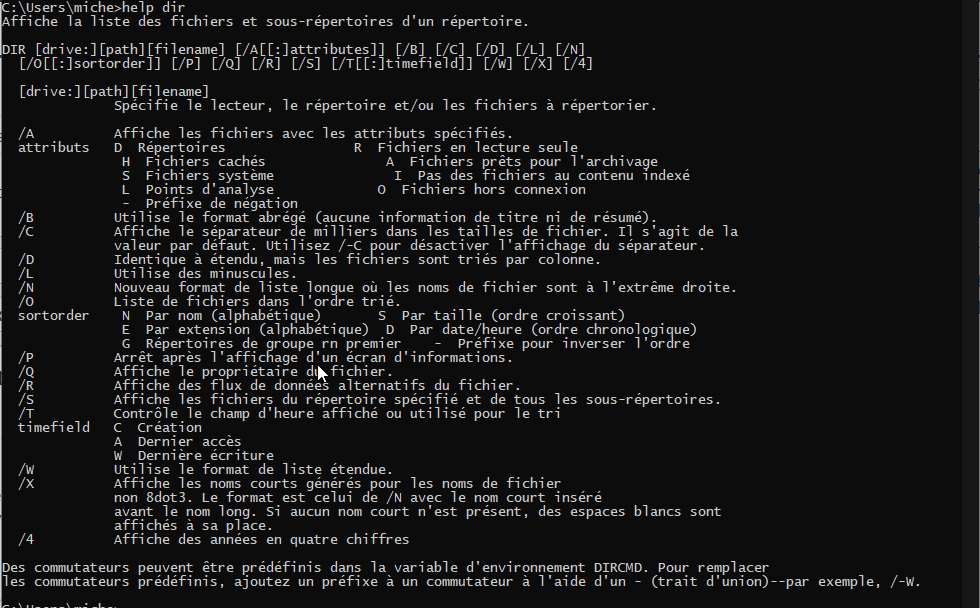 C:\Users\miche>help dir
Affiche la liste des fichiers et sous-répertoires d'un répertoire.
DIR [drive:][path][filename] [/A[[:]attributes]] [/B] [/C] [/D] [/L] [/N]
[/O[[:]sortorder]] [/P] [/Q] [/R] [/S] [/T[[:]timefield]] [/W] [/X] [/4]
[drive:][path][filename]
Spécifie le lecteur, le répertoire et/ou les fichiers à répertorier.
/A Affiche les fichiers avec les attributs spécifiés.
attributs D Répertoires R Fichiers en lecture seule
H Fichiers cachés A Fichiers prêts pour l'archivage
S Fichiers système I Pas des fichiers au contenu indexé
L Points d'analyse O Fichiers hors connexion
- Préfixe de négation
/B Utilise le format abrégé (aucune information de titre ni de résumé).
/C Affiche le séparateur de milliers dans les tailles de fichier. Il s'agit de la
valeur par défaut. Utilisez /-C pour désactiver l'affichage du séparateur.
/D Identique à étendu, mais les fichiers sont triés par colonne.
/L Utilise des minuscules.
/N Nouveau format de liste longue où les noms de fichier sont à l'extrême droite.
/O Liste de fichiers dans l'ordre trié.
sortorder N Par nom (alphabétique) S Par taille (ordre croissant)
E Par extension (alphabétique) D Par date/heure (ordre chronologique)
G Répertoires de groupe rn premier - Préfixe pour inverser l'ordre
/P Arrêt après l'affichage d'un écran d'informations.
/Q Affiche le propriétaire du fichier.
/R Affiche des flux de données alternatifs du fichier.
/S Affiche les fichiers du répertoire spécifié et de tous les sous-répertoires.
/T Contrôle le champ d'heure affiché ou utilisé pour le tri
timefield C Création
A Dernier accès
W Dernière écriture
/W Utilise le format de liste étendue.
/X Affiche les noms courts générés pour les noms de fichier
non 8dot3. Le format est celui de /N avec le nom court inséré
avant le nom long. Si aucun nom court n'est présent, des espaces blancs sont
affichés à sa place.
/4 Affiche des années en quatre chiffres
Des commutateurs peuvent être prédéfinis dans la variable d'environnement DIRCMD. Pour remplacer
les commutateurs prédéfinis, ajoutez un préfixe à un commutateur à l'aide d'un - (trait d'union)--par exemple, /-W.
C:\Users\miche>